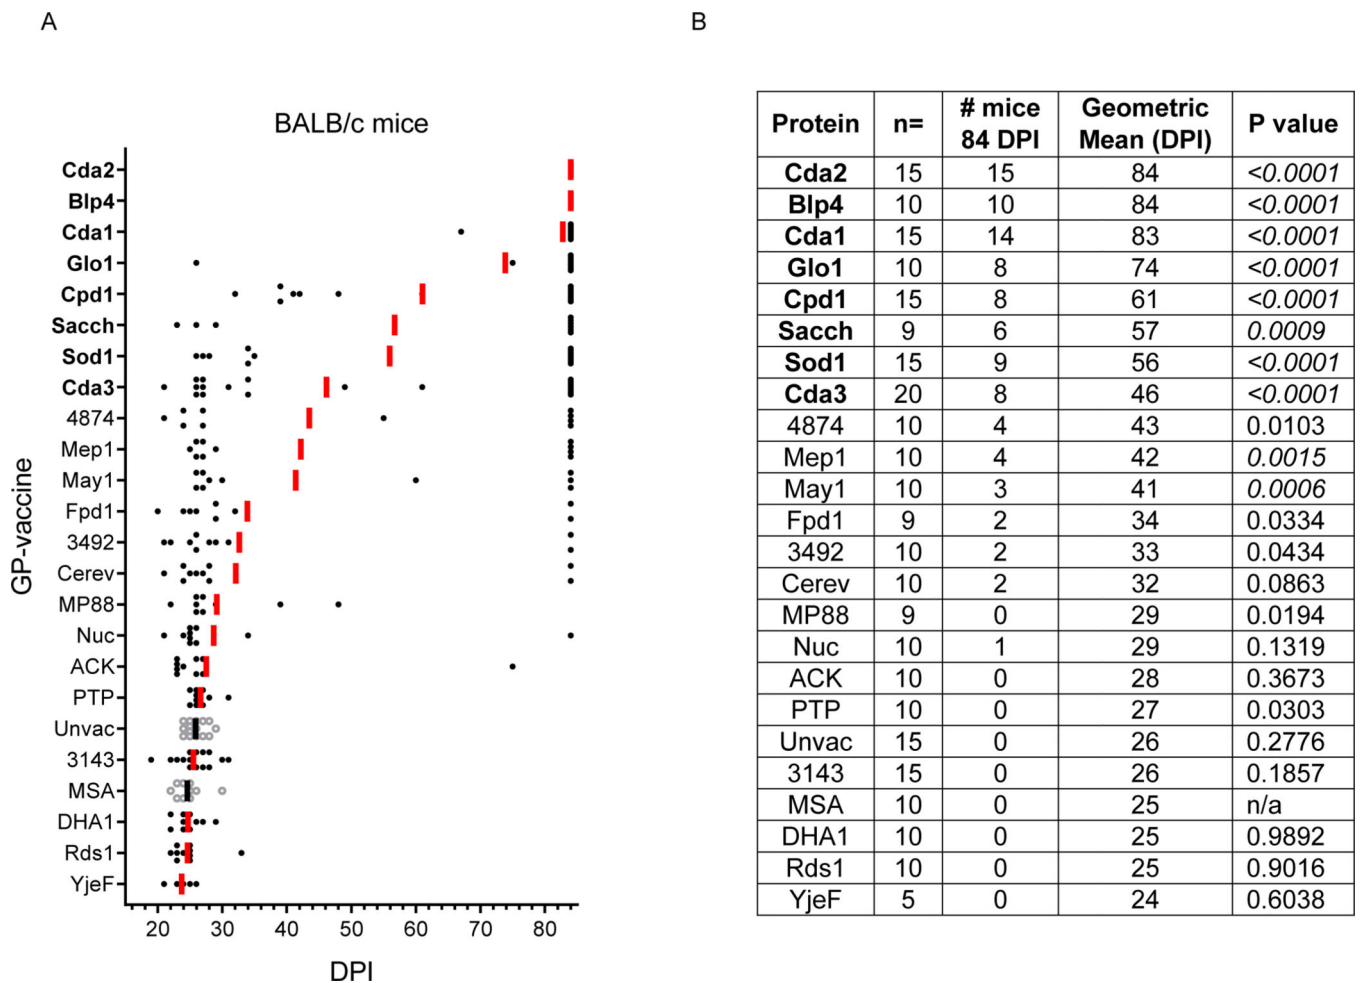 A
B
BALB/c mice
GP-vaccine
Cda2
Blp4
Cda1
Glo1
Cpd1
Sacch
Sod1
Cda3
4874
Mep1
May1
Fpd1
3492
Cerev
MP88
Nuc
ACK
PTP
Unvac
3143
MSA
DHA1
Rds1
YjeF
20 30 40 50 60 70 80
DPI
Protein n= # mice 84 DPI Geometric Mean (DPI) P value
Cda2 15 15 84 <0.0001
Blp4 10 10 84 <0.0001
Cda1 15 14 83 <0.0001
Glo1 10 8 74 <0.0001
Cpd1 15 8 61 <0.0001
Sacch 9 6 57 0.0009
Sod1 15 9 56 <0.0001
Cda3 20 8 46 <0.0001
4874 10 4 43 0.0103
Mep1 10 4 42 0.0015
May1 10 3 41 0.0006
Fpd1 9 2 34 0.0334
3492 10 2 33 0.0434
Cerev 10 2 32 0.0863
MP88 9 0 29 0.0194
Nuc 10 1 29 0.1319
ACK 10 0 28 0.3673
PTP 10 0 27 0.0303
Unvac 15 0 26 0.2776
3143 15 0 26 0.1857
MSA 10 0 25 n/a
DHA1 10 0 25 0.9892
Rds1 10 0 25 0.9016
YjeF 5 0 24 0.6038